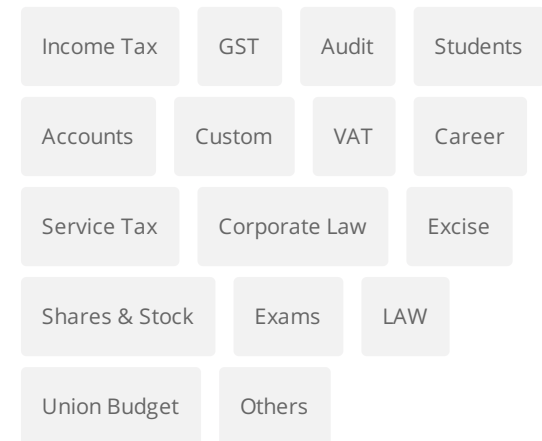 Income Tax GST Audit Students
Accounts Custom VAT Career
Service Tax Corporate Law Excise
Shares & Stock Exams LAW
Union Budget Others